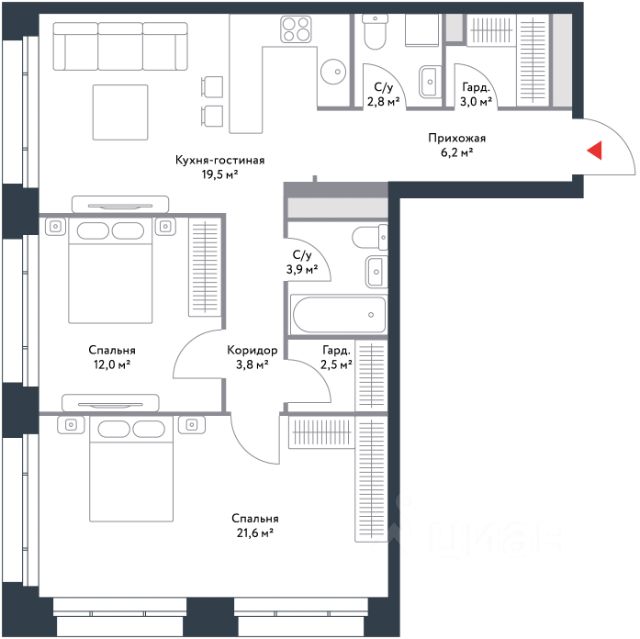 С/у
2,8 м²
Гард.
3,0 м²
Прихожая
6,2 м²
Кухня-гостиная
19,5 м²
С/у
3,9 м²
Спальня
12,0 м²
Коридор
3,8 м²
Гард.
2,5 м²
Спальня
21,6 м²
циан